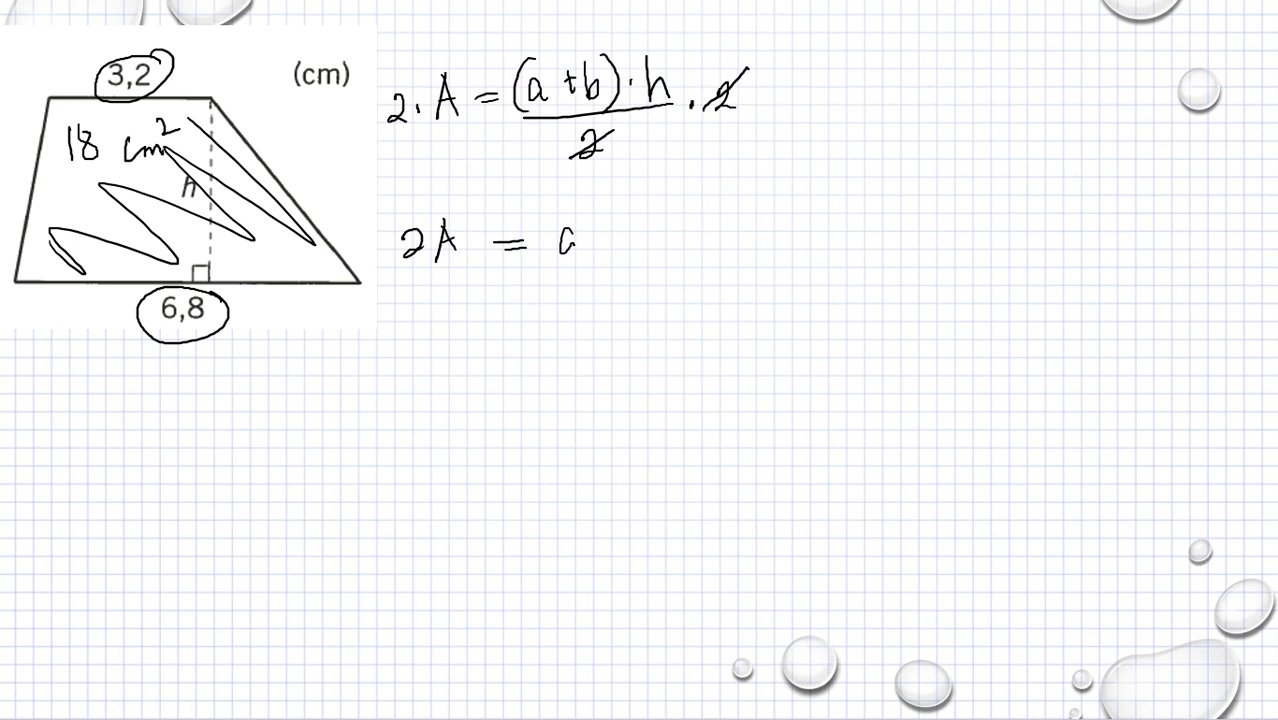 3,2 (cm)
18 cm²
h
6,8
2 · A = (a + b) · h / 2 · 2
2A = a